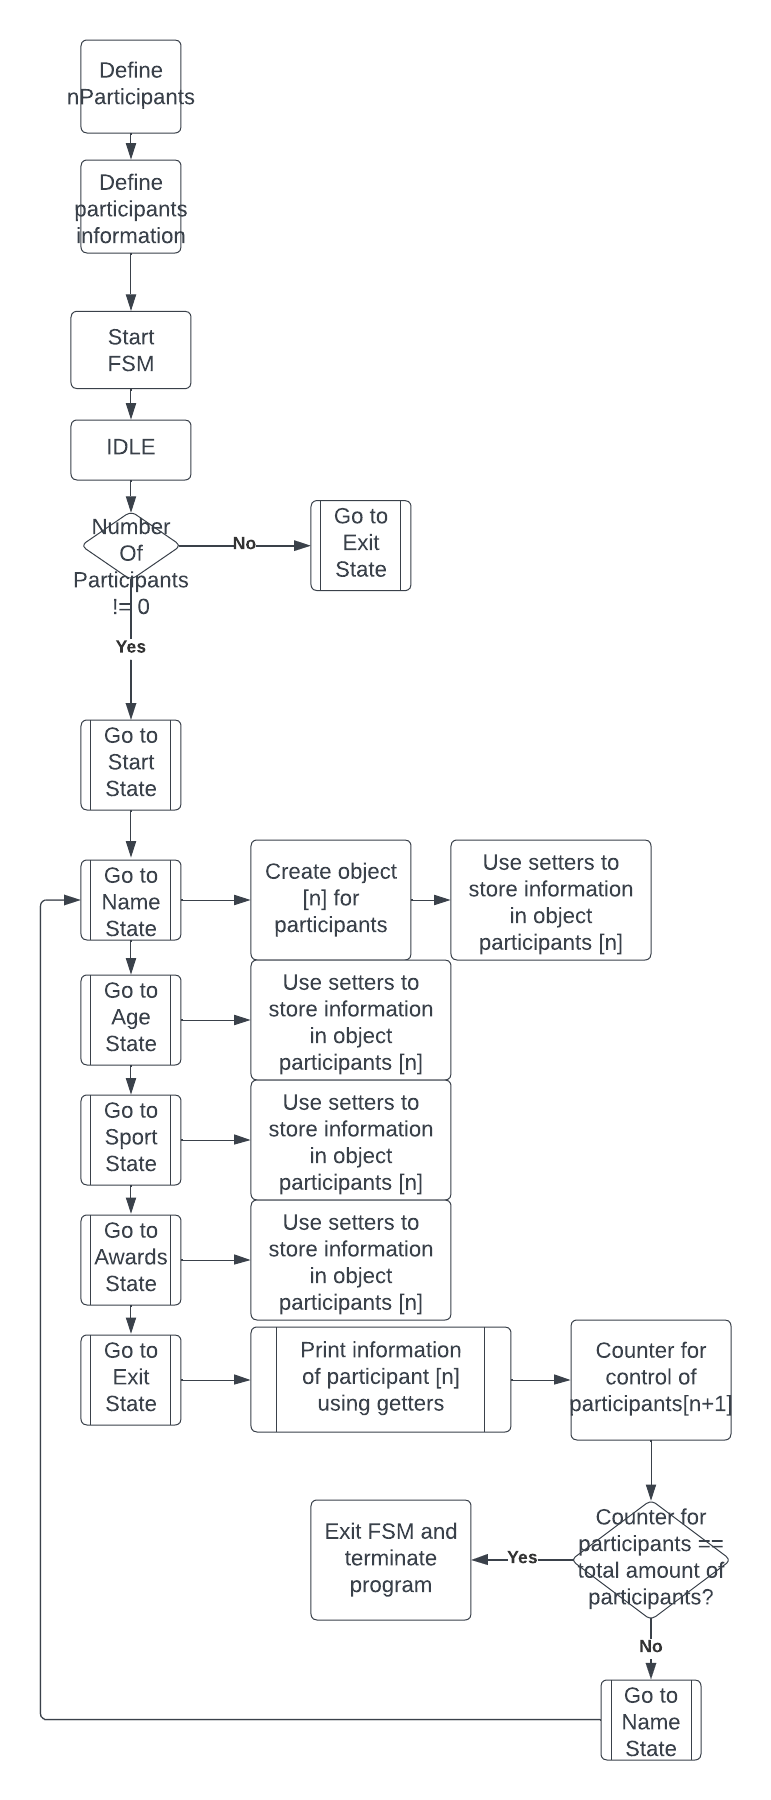 Define
nParticipants
Define
participants
information
Start
FSM
IDLE
Number
Of
Participants
!= 0
No
Go to
Exit
State
Yes
Go to
Start
State
Go to
Name
State
Create object
[n] for
participants
Use setters to
store information
in object
participants [n]
Go to
Age
State
Use setters to
store information
in object
participants [n]
Go to
Sport
State
Use setters to
store information
in object
participants [n]
Go to
Awards
State
Use setters to
store information
in object
participants [n]
Go to
Exit
State
Print information
of participant [n]
using getters
Counter for
control of
participants[n+1]
Counter for
participants ==
total amount of
participants?
Yes
Exit FSM and
terminate
program
No
Go to
Name
State